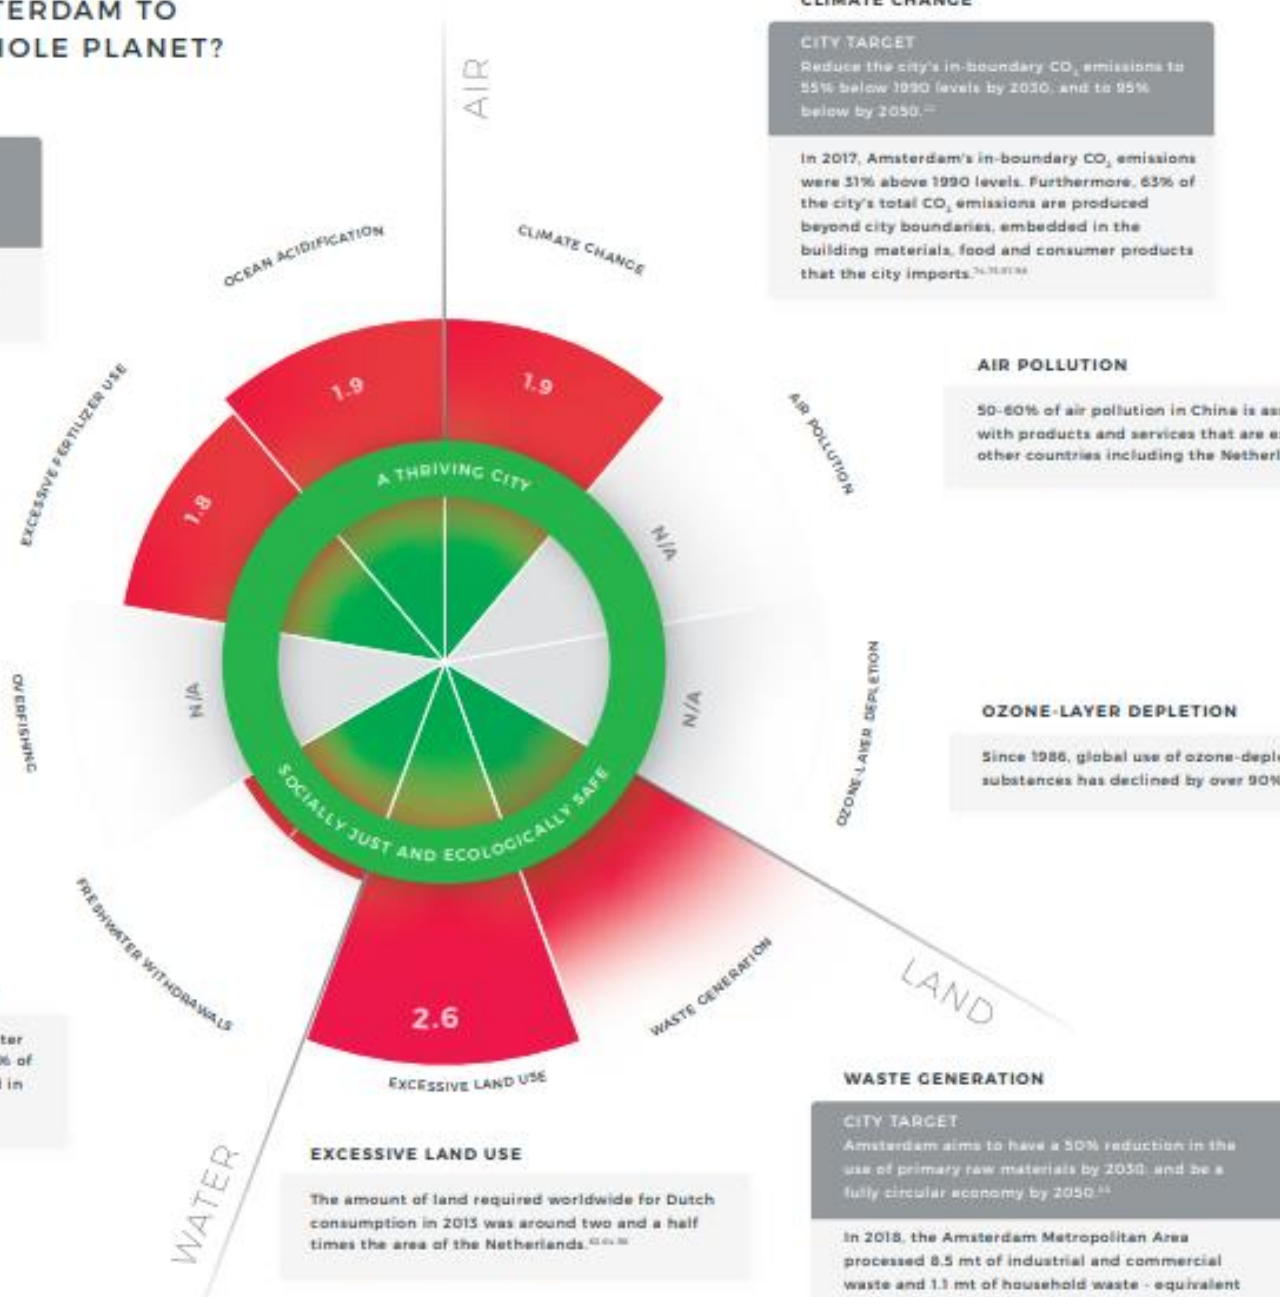 TERDAM TO
HOLE PLANET?
AIR
OCEAN ACIDIFICATION
CLIMATE CHANGE
EXCESSIVE FERTILIZER USE
AIR POLLUTION
1.9
1.9
1.8
N/A
N/A
N/A
A THRIVING CITY
SOCIALLY JUST AND ECOLOGICALLY SAFE
OVERFISHING
OZONE-LAYER DEPLETION
FRESHWATER WITHDRAWALS
2.6
EXCESSIVE LAND USE
WASTE GENERATION
LAND
WATER
ter
% of
in
CLIMATE CHANGE
CITY TARGET
Reduce the city's in-boundary CO₂ emissions to
55% below 1990 levels by 2030, and to 95%
below by 2050.
In 2017, Amsterdam's in-boundary CO₂ emissions
were 31% above 1990 levels. Furthermore, 63% of
the city's total CO₂ emissions are produced
beyond city boundaries, embedded in the
building materials, food and consumer products
that the city imports.
AIR POLLUTION
50-60% of air pollution in China is as
with products and services that are e
other countries including the Netherl
OZONE-LAYER DEPLETION
Since 1986, global use of ozone-deple
substances has declined by over 90%
EXCESSIVE LAND USE
The amount of land required worldwide for Dutch
consumption in 2013 was around two and a half
times the area of the Netherlands.
WASTE GENERATION
CITY TARGET
Amsterdam aims to have a 50% reduction in the
use of primary raw materials by 2030; and be a
fully circular economy by 2050.
In 2018, the Amsterdam Metropolitan Area
processed 8.5 mt of industrial and commercial
waste and 1.1 mt of household waste - equivalent